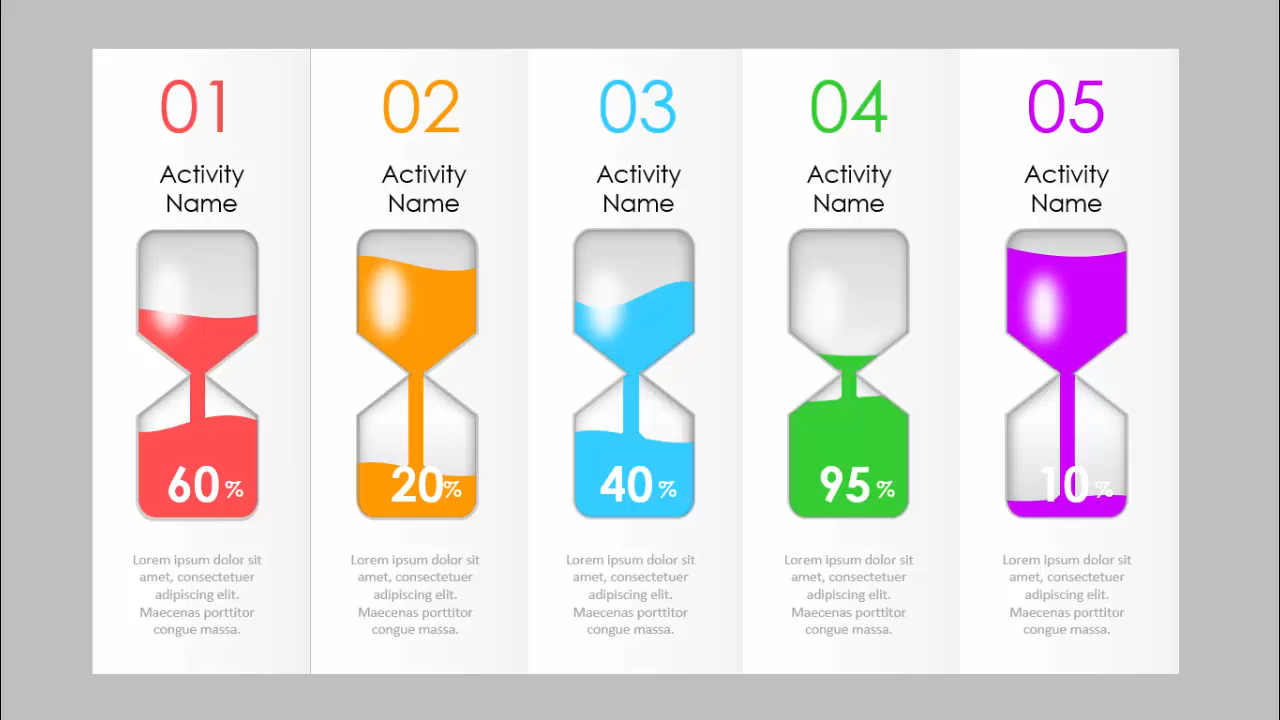 01
Activity
Name
60 %
Lorem ipsum dolor sit
amet, consectetuer
adipiscing elit.
Maecenas porttitor
congue massa.
02
Activity
Name
20%
Lorem ipsum dolor sit
amet, consectetuer
adipiscing elit.
Maecenas porttitor
congue massa.
03
Activity
Name
40 %
Lorem ipsum dolor sit
amet, consectetuer
adipiscing elit.
Maecenas porttitor
congue massa.
04
Activity
Name
95 %
Lorem ipsum dolor sit
amet, consectetuer
adipiscing elit.
Maecenas porttitor
congue massa.
05
Activity
Name
10 %
Lorem ipsum dolor sit
amet, consectetuer
adipiscing elit.
Maecenas porttitor
congue massa.